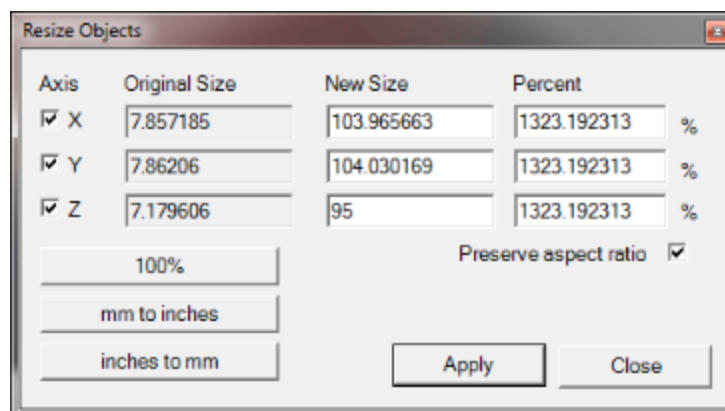 Resize Objects
Axis Original Size New Size Percent
X 7.857185 103.965663 1323.192313 %
Y 7.86206 104.030169 1323.192313 %
Z 7.179606 95 1323.192313 %
Preserve aspect ratio
100%
mm to inches
inches to mm
Apply Close